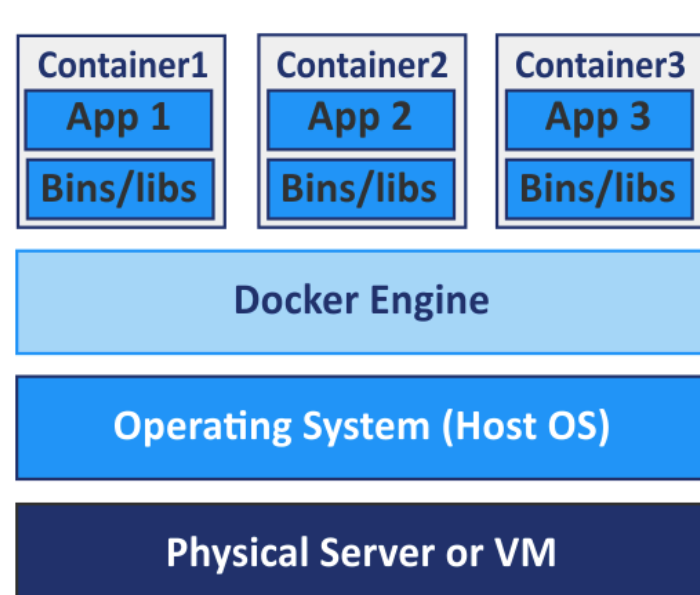 Container1 Container2 Container3
App 1 App 2 App 3
Bins/libs Bins/libs Bins/libs
Docker Engine
Operating System (Host OS)
Physical Server or VM